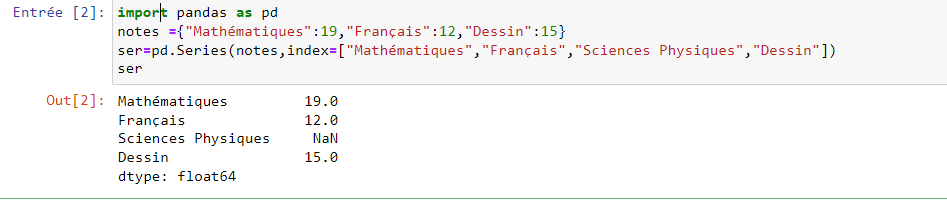 Entrée [2]: import pandas as pd
notes ={"Mathématiques":19,"Français":12,"Dessin":15}
ser=pd.Series(notes,index=["Mathématiques","Français","Sciences Physiques","Dessin"])
ser
Out[2]: Mathématiques 19.0
Français 12.0
Sciences Physiques NaN
Dessin 15.0
dtype: float64